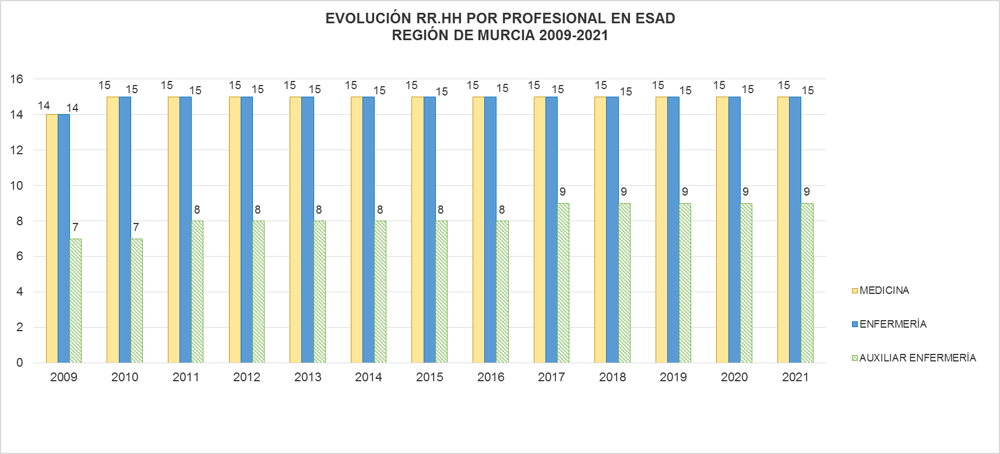 EVOLUCIÓN RR.HH POR PROFESIONAL EN ESAD
REGIÓN DE MURCIA 2009-2021
16
14
12
10
8
6
4
2
0
14 14 7
15 15 7
15 15 8
15 15 8
15 15 8
15 15 8
15 15 8
15 15 8
15 15 9
15 15 9
15 15 9
15 15 9
15 15 9
2009 2010 2011 2012 2013 2014 2015 2016 2017 2018 2019 2020 2021
MEDICINA
ENFERMERÍA
AUXILIAR ENFERMERÍA